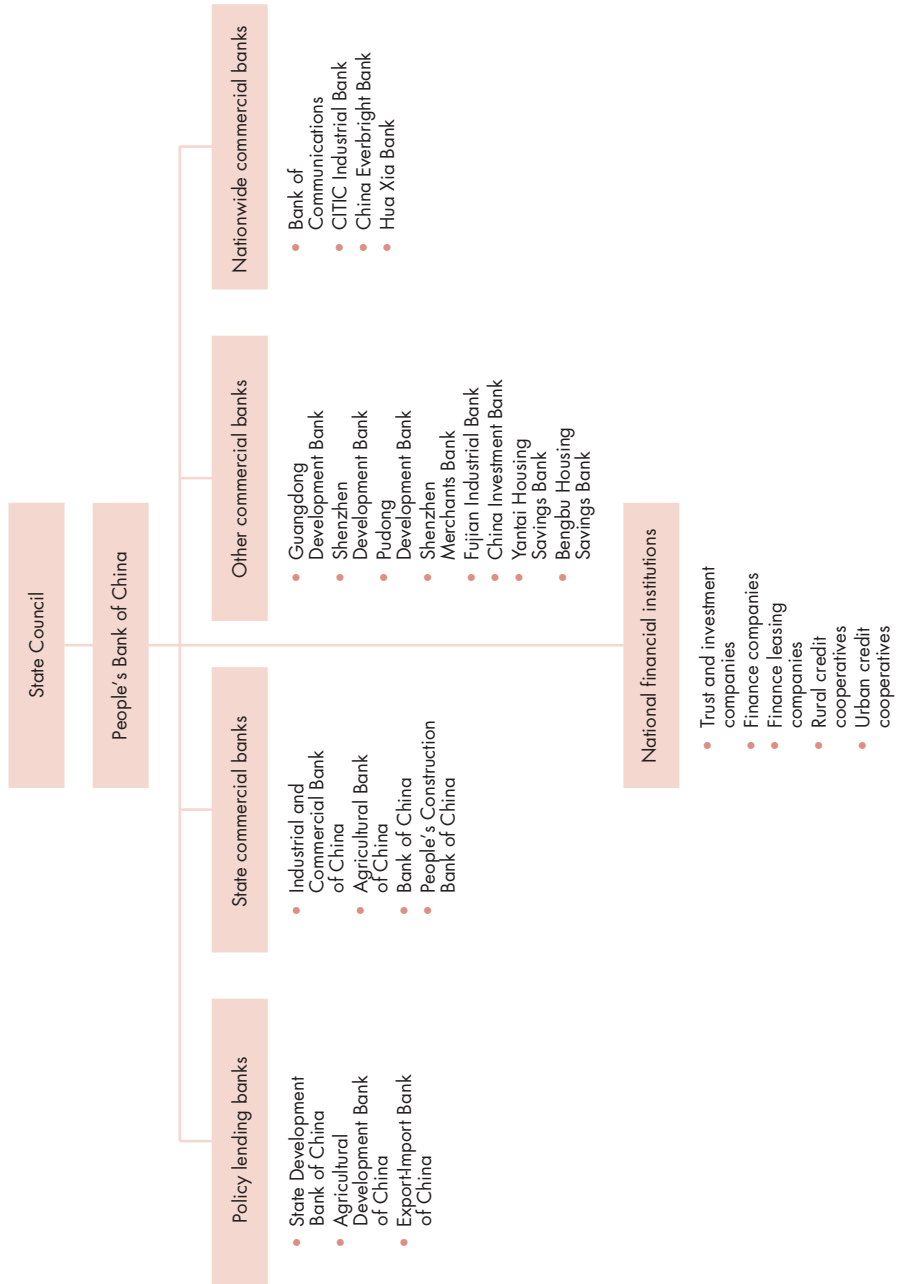 State Council
People's Bank of China
Policy lending banks
• State Development
Bank of China
• Agricultural
Development Bank
of China
• Export-Import Bank
of China
State commercial banks
• Industrial and
Commercial Bank
of China
• Agricultural Bank
of China
• Bank of China
• People's Construction
Bank of China
Other commercial banks
• Guangdong
Development Bank
• Shenzhen
Development Bank
• Pudong
Development Bank
• Shenzhen
Merchants Bank
• Fujian Industrial Bank
• China Investment Bank
• Yantai Housing
Savings Bank
• Bengbu Housing
Savings Bank
Nationwide commercial banks
• Bank of
Communications
• CITIC Industrial Bank
• China Everbright Bank
• Hua Xia Bank
National financial institutions
• Trust and investment
companies
• Finance companies
• Finance leasing
companies
• Rural credit
cooperatives
• Urban credit
cooperatives